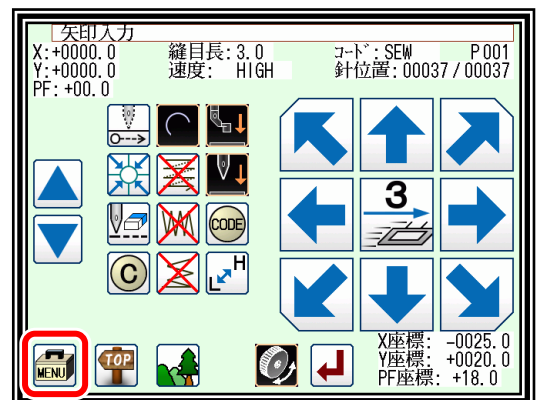 矢印入力
X:+0000.0 縫目長:3.0 コード:SEW P001
Y:+0000.0 速度: HIGH 針位置:00037/00037
PF:+00.0
3
CODE
C
L H
MENU TOP
X座標: -0025.0
Y座標: +0020.0
PF座標: +18.0